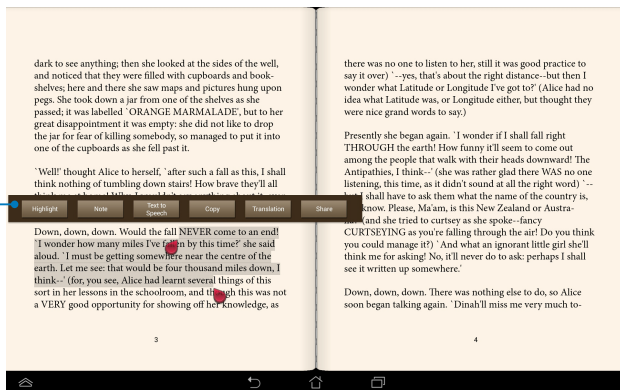 dark to see anything; then she looked at the sides of the well,
and noticed that they were filled with cupboards and book-
shelves; here and there she saw maps and pictures hung upon
pegs. She took down a jar from one of the shelves as she
passed; it was labelled `ORANGE MARMALADE', but to her
great disappointment it was empty: she did not like to drop
the jar for fear of killing somebody, so managed to put it into
one of the cupboards as she fell past it.
`Well!' thought Alice to herself, `after such a fall as this, I shall
think nothing of tumbling down stairs! How brave they'll all
Highlight
Note
Text to
Speech
Copy
Translation
Share
Down, down, down. Would the fall NEVER come to an end!
`I wonder how many miles I've fallen by this time?' she said
aloud. `I must be getting somewhere near the centre of the
earth. Let me see: that would be four thousand miles down, I
think--' (for, you see, Alice had learnt several things of this
sort in her lessons in the schoolroom, and though this was not
a VERY good opportunity for showing off her knowledge, as
3
there was no one to listen to her, still it was good practice to
say it over) `--yes, that's about the right distance--but then I
wonder what Latitude or Longitude I've got to?' (Alice had no
idea what Latitude was, or Longitude either, but thought they
were nice grand words to say.)
Presently she began again. `I wonder if I shall fall right
THROUGH the earth! How funny it'll seem to come out
among the people that walk with their heads downward! The
Antipathies, I think--' (she was rather glad there WAS no one
listening, this time, as it didn't sound at all the right word) `--
but I shall have to ask them what the name of the country is,
know. Please, Ma'am, is this New Zealand or Austra-
(and she tried to curtsey as she spoke--fancy
CURTSEYING as you're falling through the air! Do you think
you could manage it?) `And what an ignorant little girl she'll
think me for asking! No, it'll never do to ask: perhaps I shall
see it written up somewhere.'
Down, down, down. There was nothing else to do, so Alice
soon began talking again. `Dinah'll miss me very much to-
4